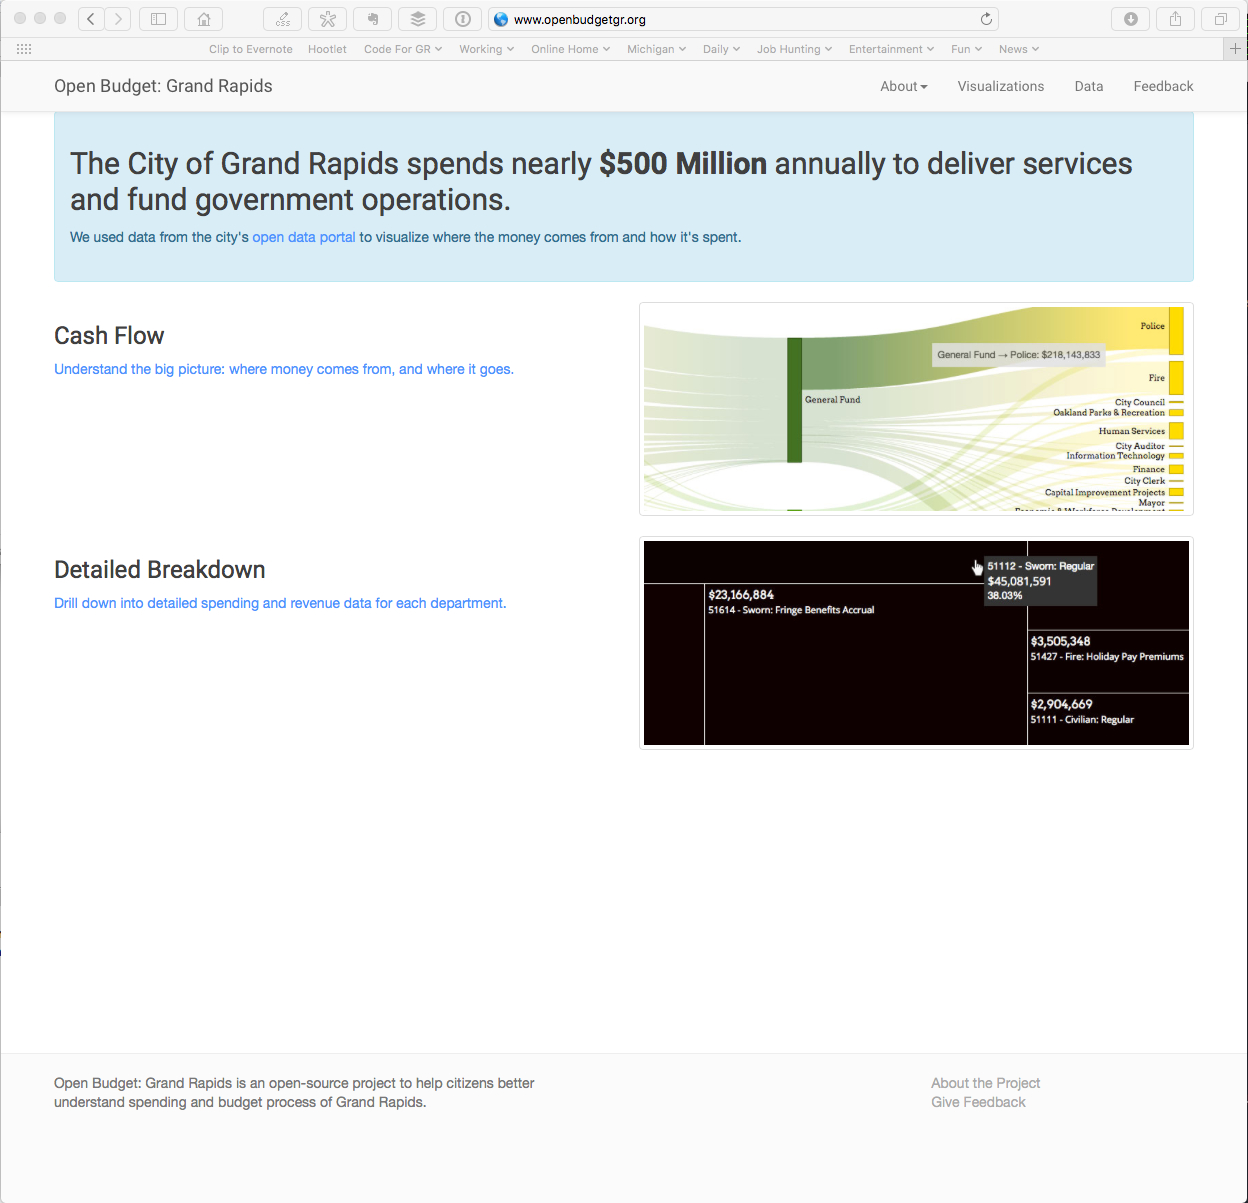 css
www.openbudgetgr.org
Clip to Evernote Hootlet Code For GR Working Online Home Michigan Daily Job Hunting Entertainment Fun News
Open Budget: Grand Rapids About Visualizations Data Feedback
The City of Grand Rapids spends nearly $500 Million annually to deliver services
and fund government operations.
We used data from the city's open data portal to visualize where the money comes from and how it's spent.
Cash Flow
Understand the big picture: where money comes from, and where it goes.
Police
General Fund → Police: $218,143,833
Fire
General Fund
City Council
Oakland Parks & Recreation
Human Services
City Auditor
Information Technology
Finance
City Clerk
Capital Improvement Projects
Mayor
Economic & Workforce Development
Detailed Breakdown
Drill down into detailed spending and revenue data for each department.
51112 - Sworn: Regular
$45,081,591
38.03%
$23,166,884
51614 - Sworn: Fringe Benefits Accrual
$3,505,348
51427 - Fire: Holiday Pay Premiums
$2,904,669
51111 - Civilian: Regular
Open Budget: Grand Rapids is an open-source project to help citizens better
understand spending and budget process of Grand Rapids.
About the Project
Give Feedback